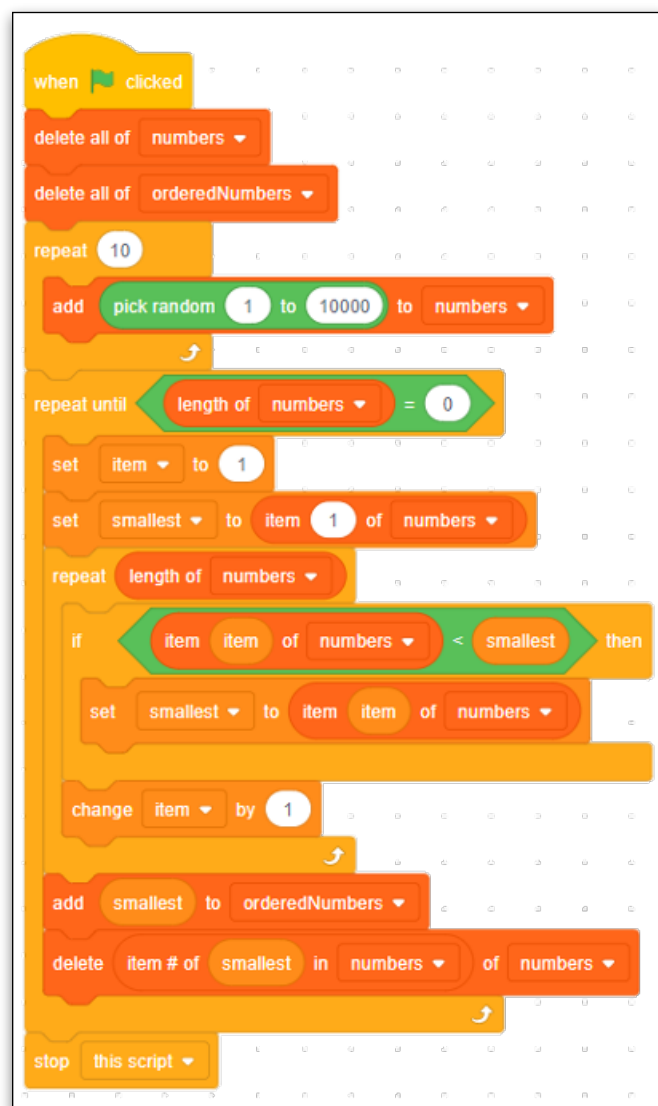 when clicked
delete all of numbers
delete all of orderedNumbers
repeat 10
add pick random 1 to 10000 to numbers
repeat until length of numbers = 0
set item to 1
set smallest to item 1 of numbers
repeat length of numbers
if item item of numbers < smallest then
set smallest to item item of numbers
change item by 1
add smallest to orderedNumbers
delete item # of smallest in numbers of numbers
stop this script